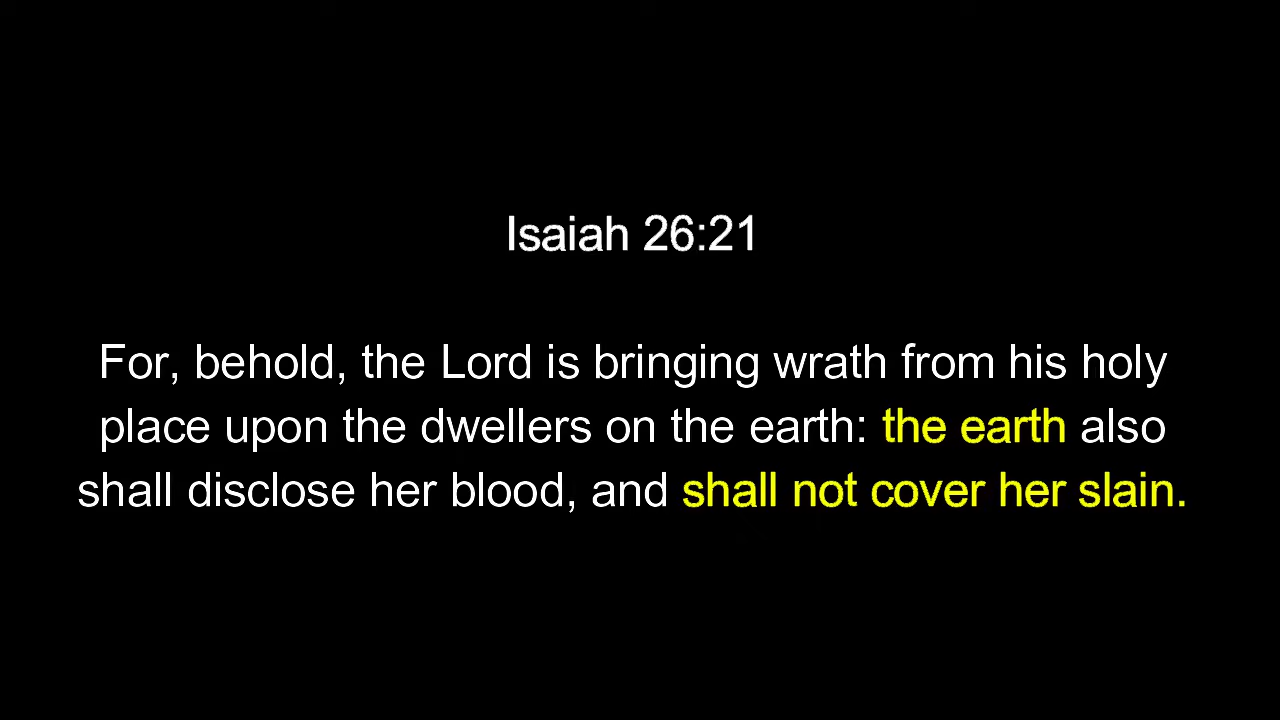 Isaiah 26:21
For, behold, the Lord is bringing wrath from his holy
place upon the dwellers on the earth: the earth also
shall disclose her blood, and shall not cover her slain.